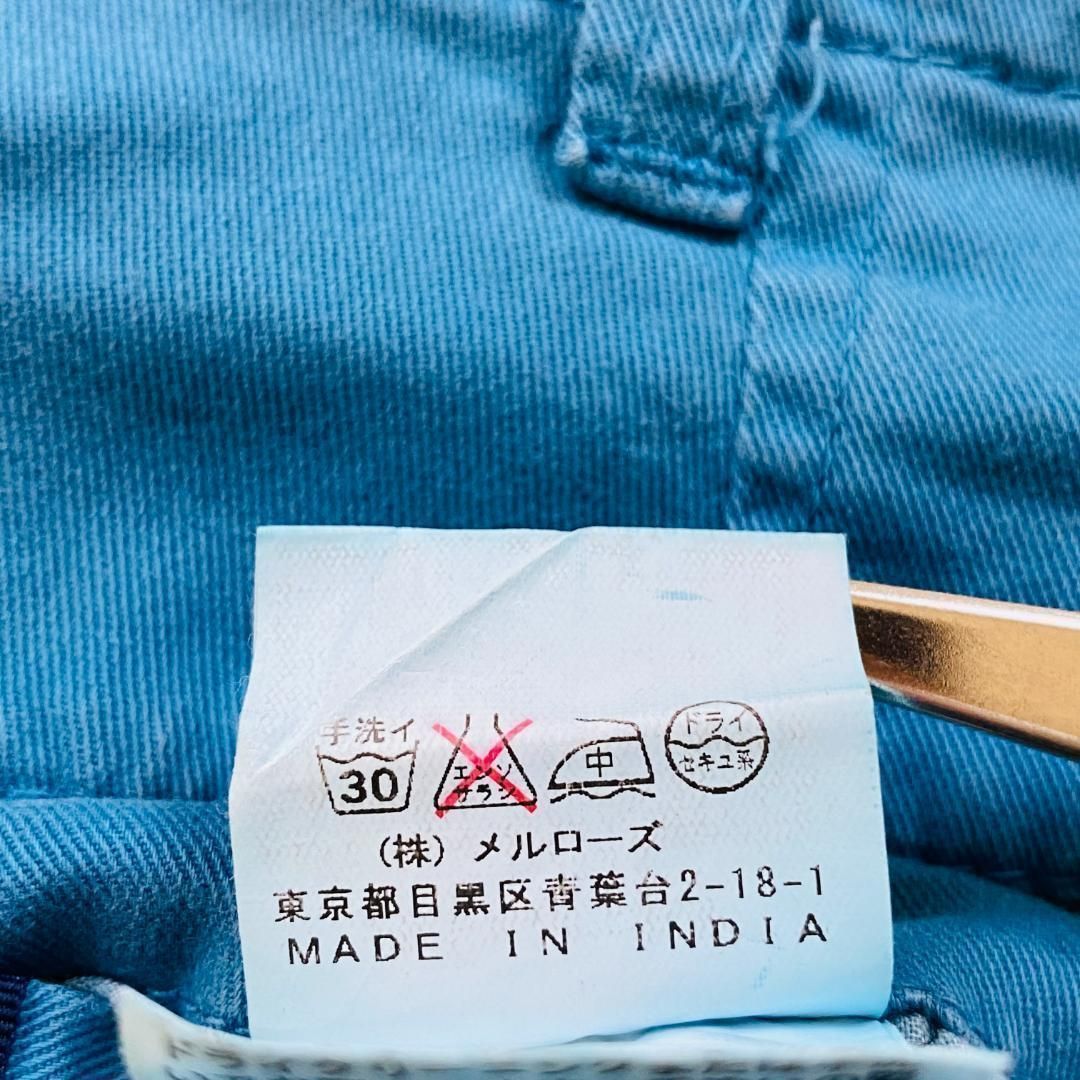 手洗イ エンソ 中 ドライ
30 サラシ セキユ系
(株) メルローズ
東京都目黒区青葉台2-18-1
MADE IN INDIA